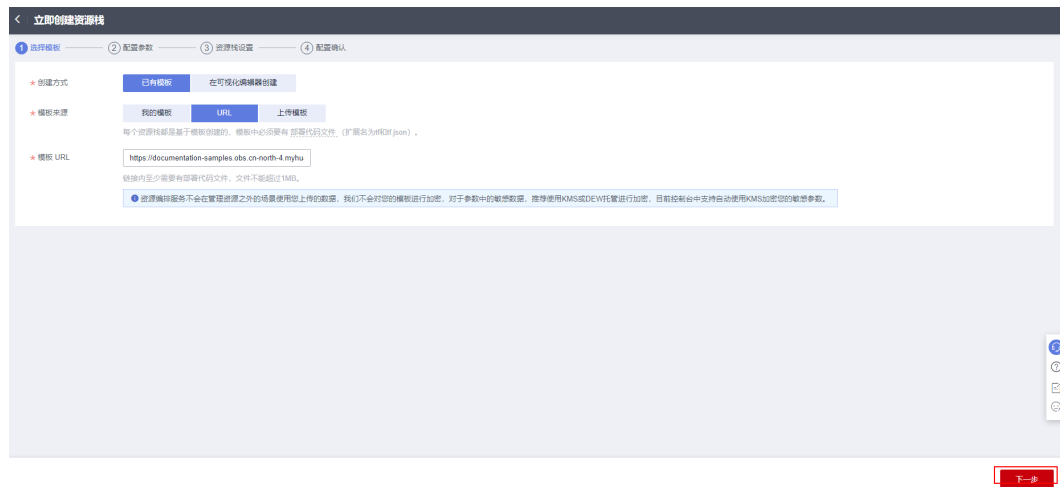 立即创建资源栈
1 选择模板 2 配置参数 3 资源栈设置 4 配置确认
* 创建方式 已有模板 在可视化编辑器创建
* 模板来源 我的模板 URL 上传模板
每个资源栈都是基于模板创建的，模板中必须要有 部署代码文件 （扩展名为tf和tf.json）。
* 模板 URL https://documentation-samples.obs.cn-north-4.myhu
链接内至少需要有部署代码文件，文件不能超过1MB。
资源编排服务不会在管理资源之外的场景使用您上传的数据，我们不会对您的模板进行加密，对于参数中的敏感数据，推荐使用KMS或DEW托管进行加密，目前控制台中支持自动使用KMS加密您的敏感参数。
下一步